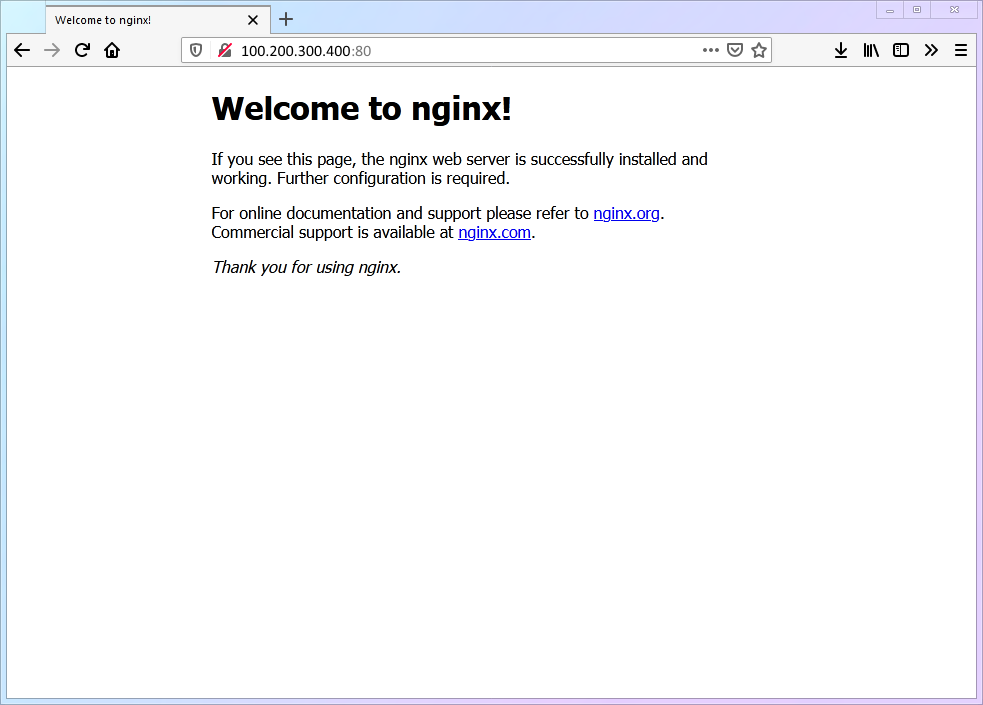 Welcome to nginx!
100.200.300.400:80
Welcome to nginx!
If you see this page, the nginx web server is successfully installed and
working. Further configuration is required.
For online documentation and support please refer to nginx.org.
Commercial support is available at nginx.com.
Thank you for using nginx.